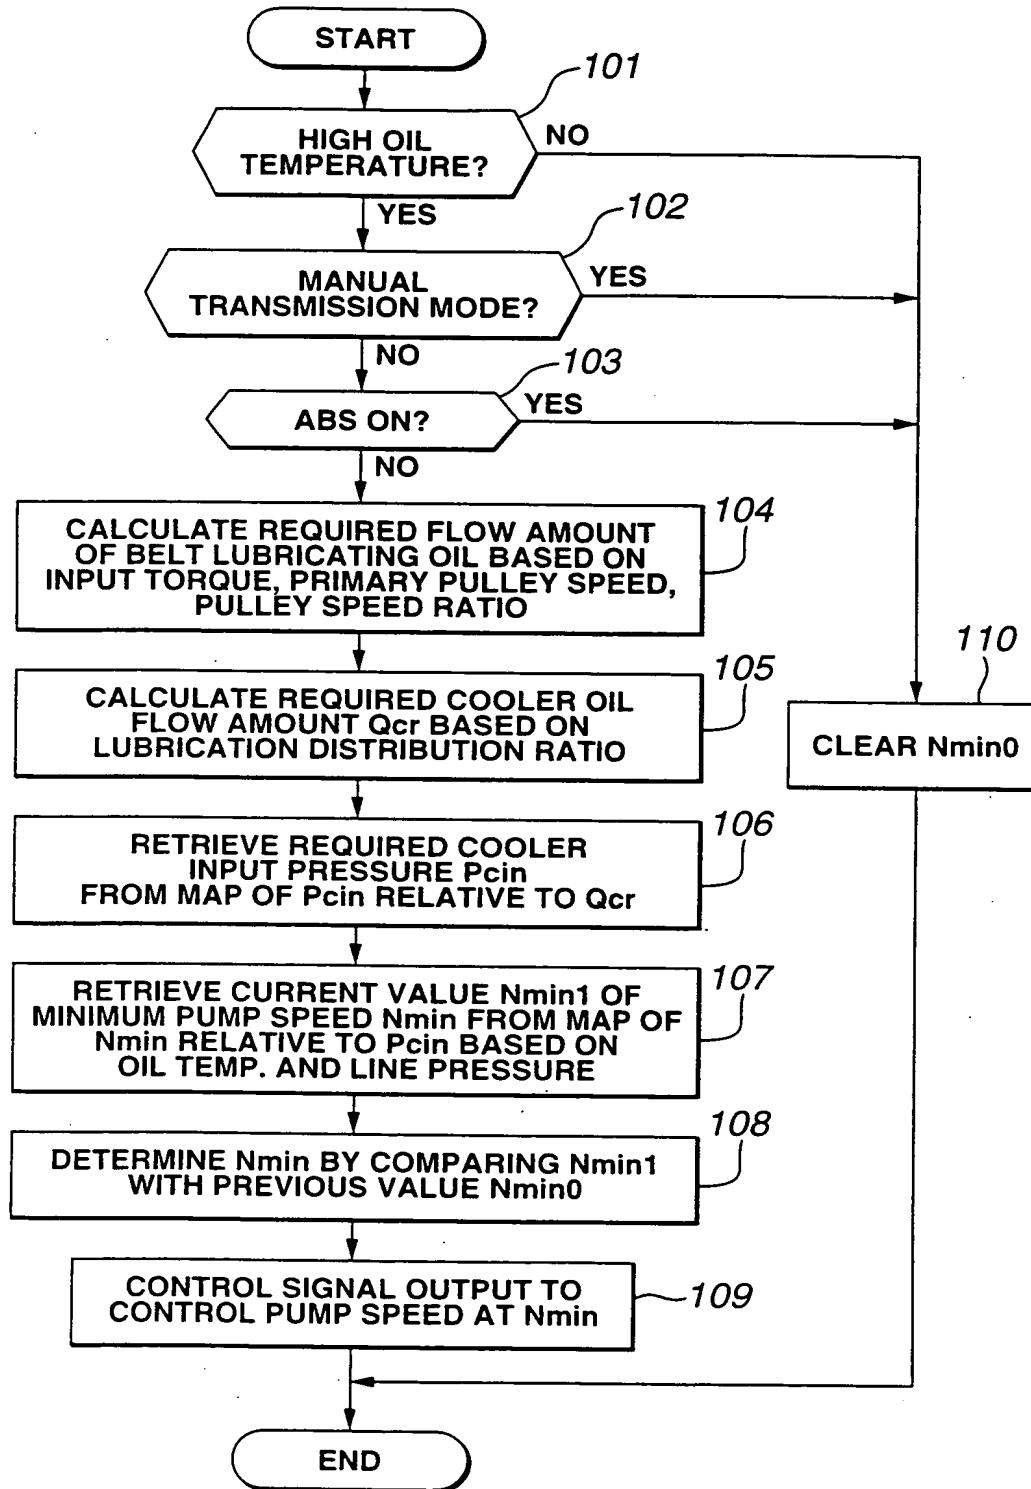 START
101
HIGH OIL
TEMPERATURE?
NO
YES
102
MANUAL
TRANSMISSION MODE?
YES
NO
103
ABS ON?
YES
NO
104
CALCULATE REQUIRED FLOW AMOUNT
OF BELT LUBRICATING OIL BASED ON
INPUT TORQUE, PRIMARY PULLEY SPEED,
PULLEY SPEED RATIO
105
CALCULATE REQUIRED COOLER OIL
FLOW AMOUNT Qcr BASED ON
LUBRICATION DISTRIBUTION RATIO
110
CLEAR Nmin0
106
RETRIEVE REQUIRED COOLER
INPUT PRESSURE Pcin
FROM MAP OF Pcin RELATIVE TO Qcr
107
RETRIEVE CURRENT VALUE Nmin1 OF
MINIMUM PUMP SPEED Nmin FROM MAP OF
Nmin RELATIVE TO Pcin BASED ON
OIL TEMP. AND LINE PRESSURE
108
DETERMINE Nmin BY COMPARING Nmin1
WITH PREVIOUS VALUE Nmin0
CONTROL SIGNAL OUTPUT TO
CONTROL PUMP SPEED AT Nmin
109
END